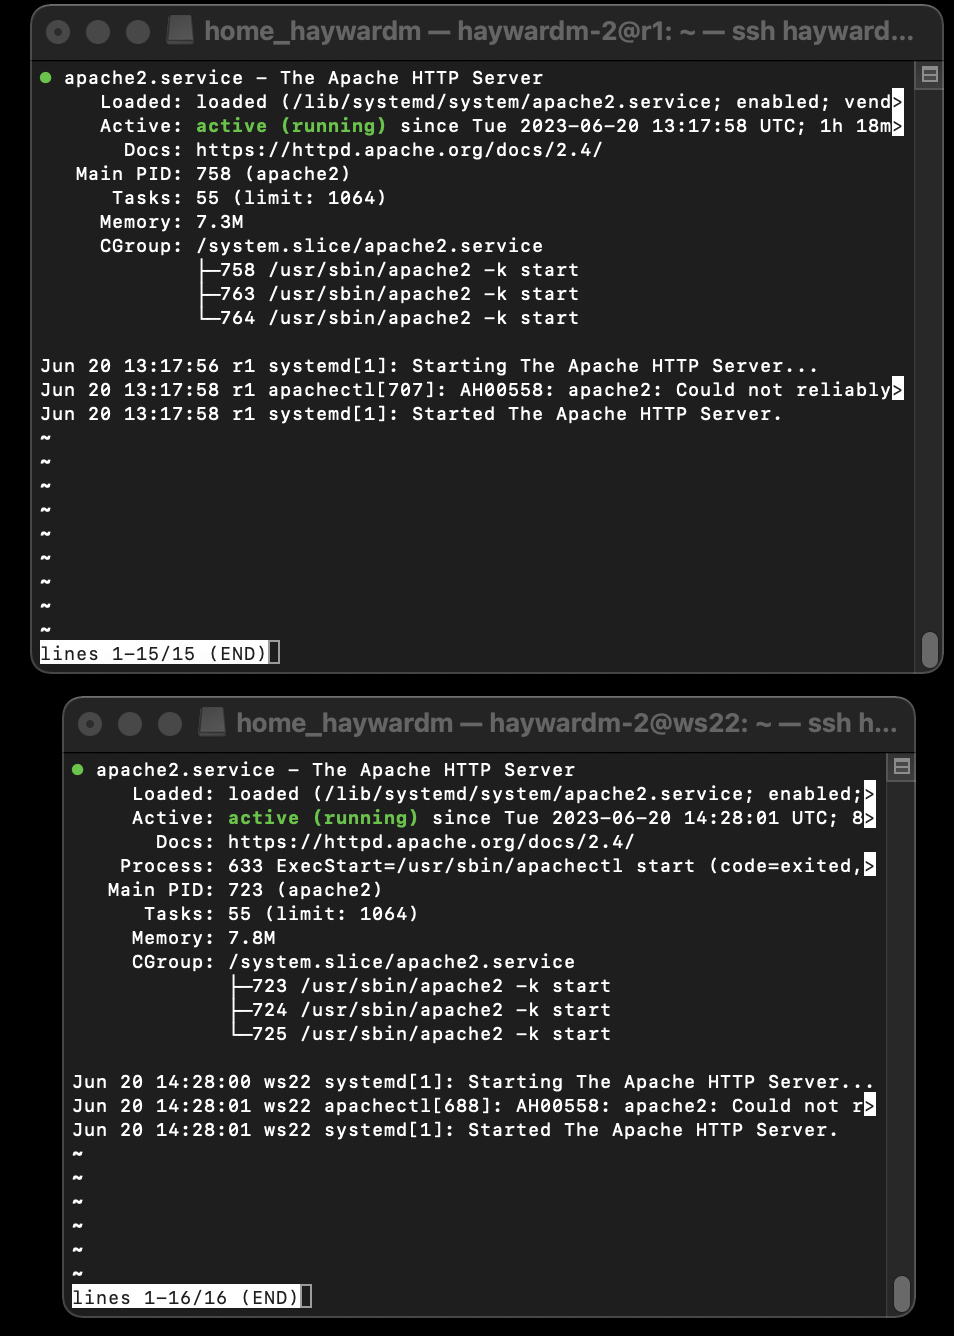 home_haywardm — haywardm-2@r1: ~ — ssh hayward...
● apache2.service – The Apache HTTP Server
     Loaded: loaded (/lib/systemd/system/apache2.service; enabled; vend>
     Active: active (running) since Tue 2023-06-20 13:17:58 UTC; 1h 18m>
       Docs: https://httpd.apache.org/docs/2.4/
   Main PID: 758 (apache2)
      Tasks: 55 (limit: 1064)
     Memory: 7.3M
     CGroup: /system.slice/apache2.service
             ├─758 /usr/sbin/apache2 -k start
             ├─763 /usr/sbin/apache2 -k start
             └─764 /usr/sbin/apache2 -k start
Jun 20 13:17:56 r1 systemd[1]: Starting The Apache HTTP Server...
Jun 20 13:17:58 r1 apachectl[707]: AH00558: apache2: Could not reliably>
Jun 20 13:17:58 r1 systemd[1]: Started The Apache HTTP Server.
~
~
~
~
~
~
~
~
~
lines 1-15/15 (END)
home_haywardm — haywardm-2@ws22: ~ — ssh h...
● apache2.service – The Apache HTTP Server
     Loaded: loaded (/lib/systemd/system/apache2.service; enabled;>
     Active: active (running) since Tue 2023-06-20 14:28:01 UTC; 8>
       Docs: https://httpd.apache.org/docs/2.4/
    Process: 633 ExecStart=/usr/sbin/apachectl start (code=exited,>
   Main PID: 723 (apache2)
      Tasks: 55 (limit: 1064)
     Memory: 7.8M
     CGroup: /system.slice/apache2.service
             ├─723 /usr/sbin/apache2 -k start
             ├─724 /usr/sbin/apache2 -k start
             └─725 /usr/sbin/apache2 -k start
Jun 20 14:28:00 ws22 systemd[1]: Starting The Apache HTTP Server...
Jun 20 14:28:01 ws22 apachectl[688]: AH00558: apache2: Could not r>
Jun 20 14:28:01 ws22 systemd[1]: Started The Apache HTTP Server.
~
~
~
~
~
~
lines 1-16/16 (END)